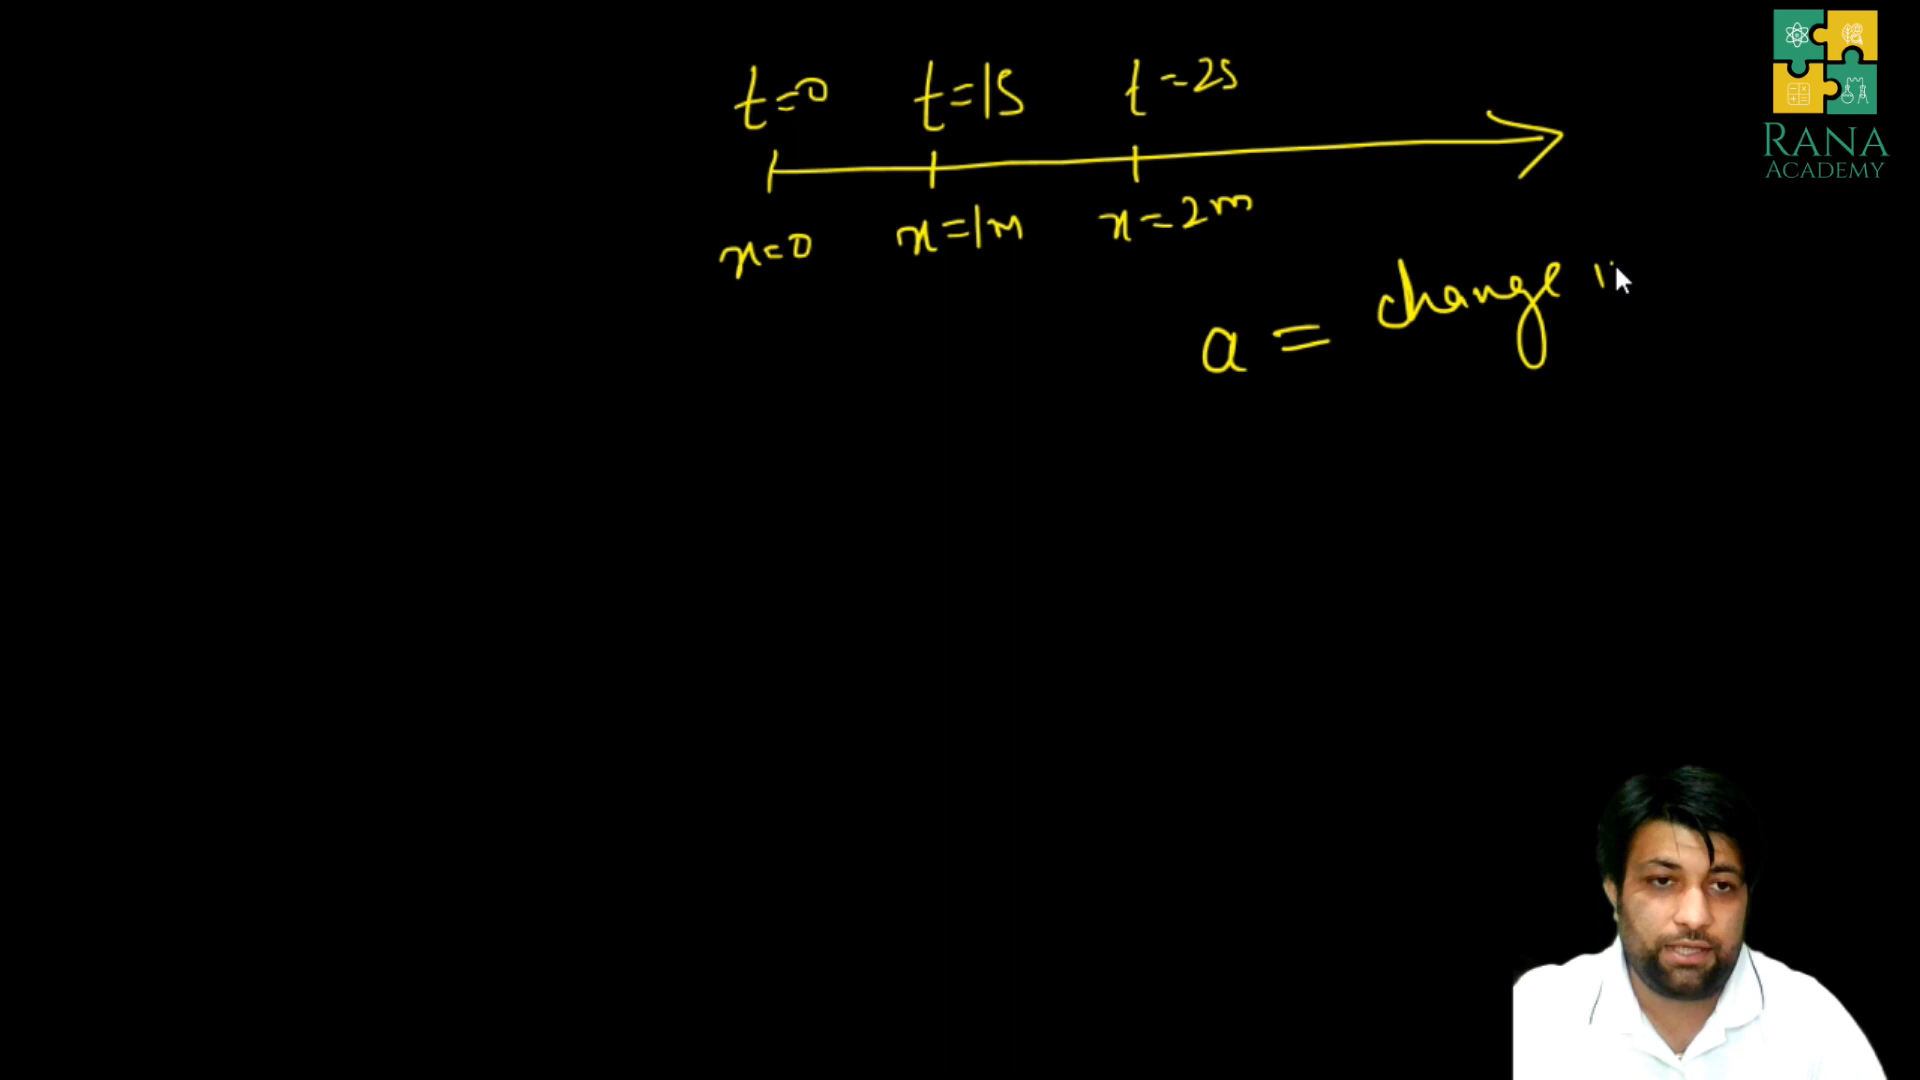 t=0 t=1s t=2s
x=0 x=1m x=2m
a = change
RANA
ACADEMY